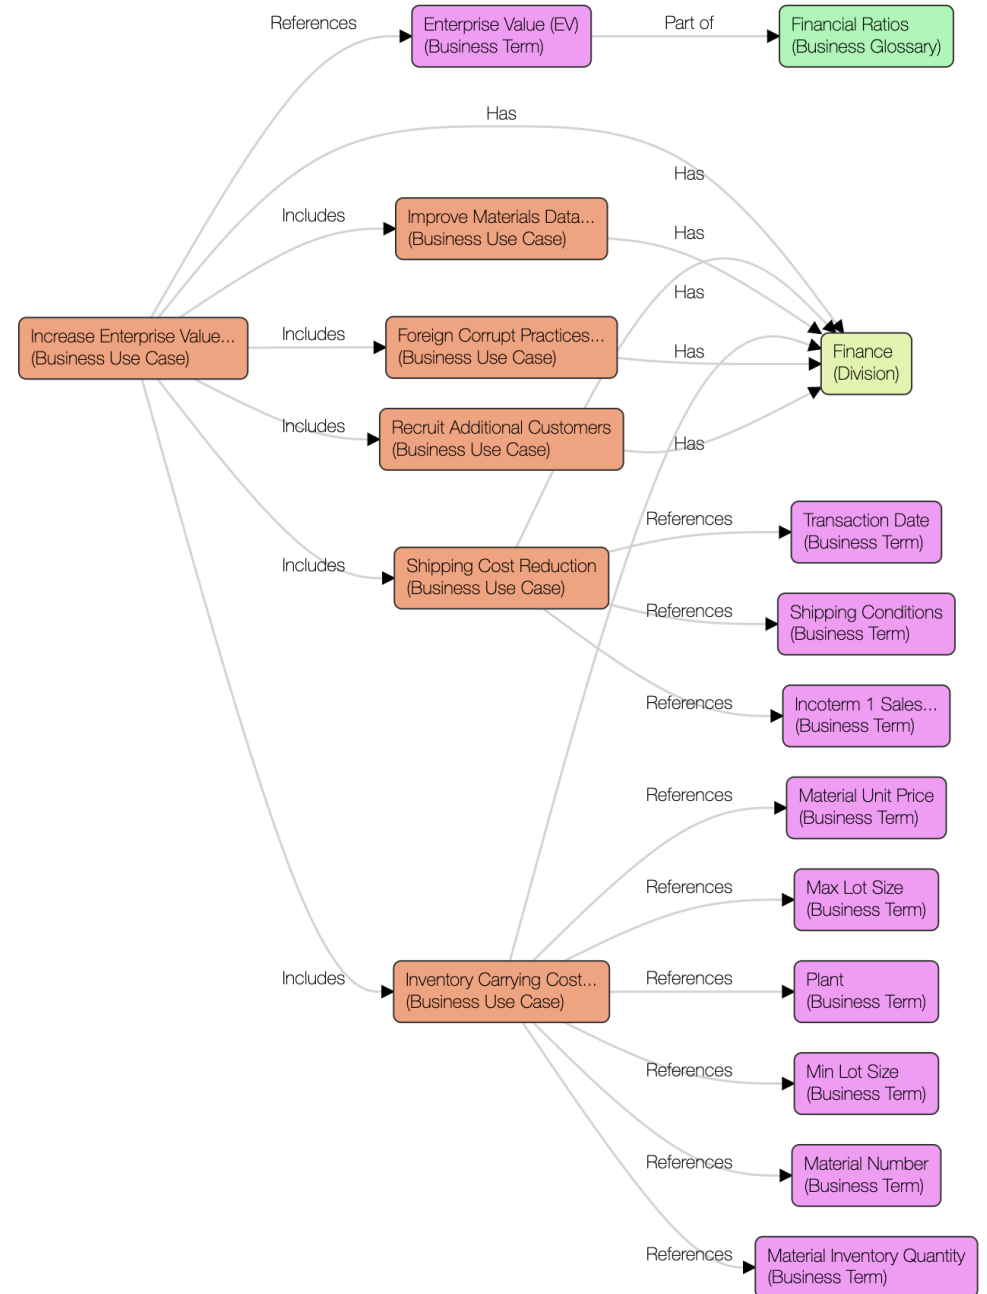 References
Enterprise Value (EV)
(Business Term)
Part of
Financial Ratios
(Business Glossary)
Has
Has
Includes
Improve Materials Data...
(Business Use Case)
Has
Has
Increase Enterprise Value...
(Business Use Case)
Includes
Foreign Corrupt Practices...
(Business Use Case)
Has
Finance
(Division)
Includes
Recruit Additional Customers
(Business Use Case)
Has
References
Transaction Date
(Business Term)
Includes
Shipping Cost Reduction
(Business Use Case)
References
Shipping Conditions
(Business Term)
References
Incoterm 1 Sales...
(Business Term)
References
Material Unit Price
(Business Term)
References
Max Lot Size
(Business Term)
Includes
Inventory Carrying Cost...
(Business Use Case)
References
Plant
(Business Term)
References
Min Lot Size
(Business Term)
References
Material Number
(Business Term)
References
Material Inventory Quantity
(Business Term)